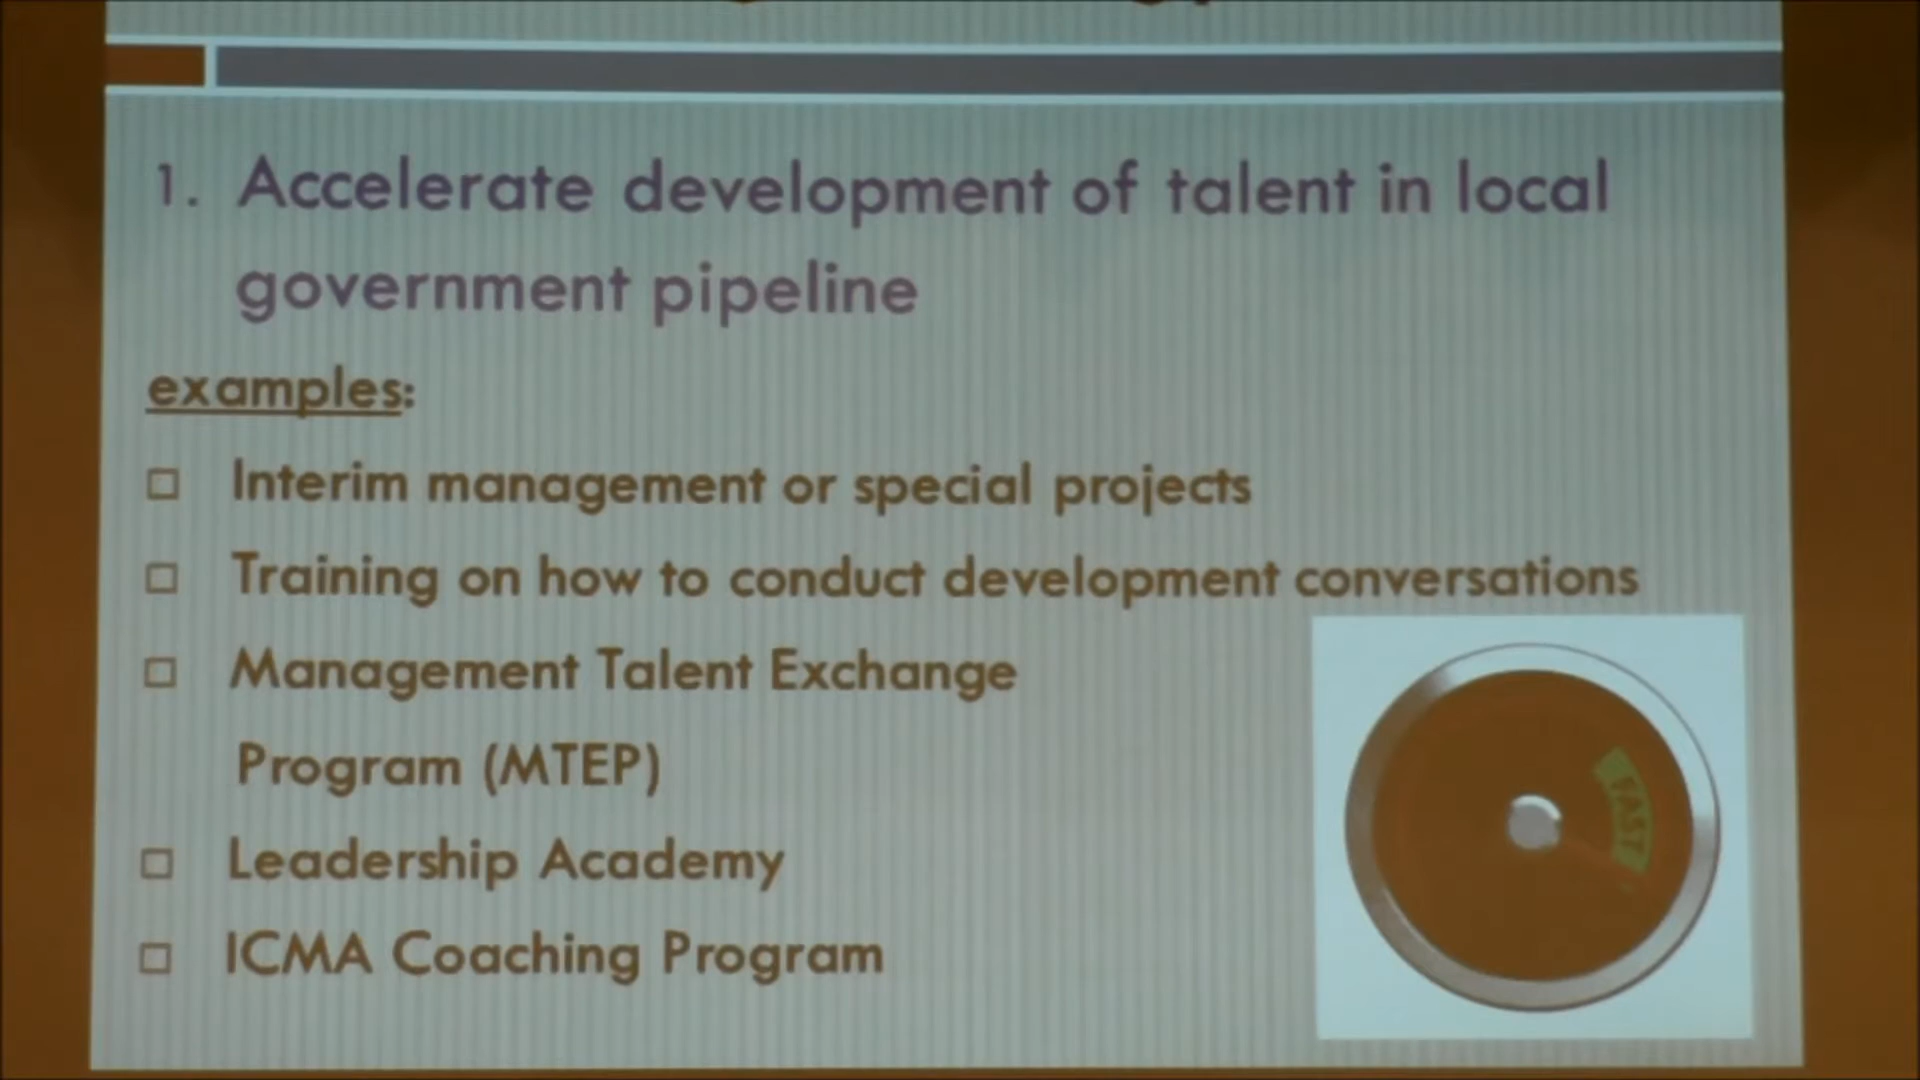 1. Accelerate development of talent in local
government pipeline
examples:
Interim management or special projects
Training on how to conduct development conversations
Management Talent Exchange
Program (MTEP)
Leadership Academy
ICMA Coaching Program
FAST